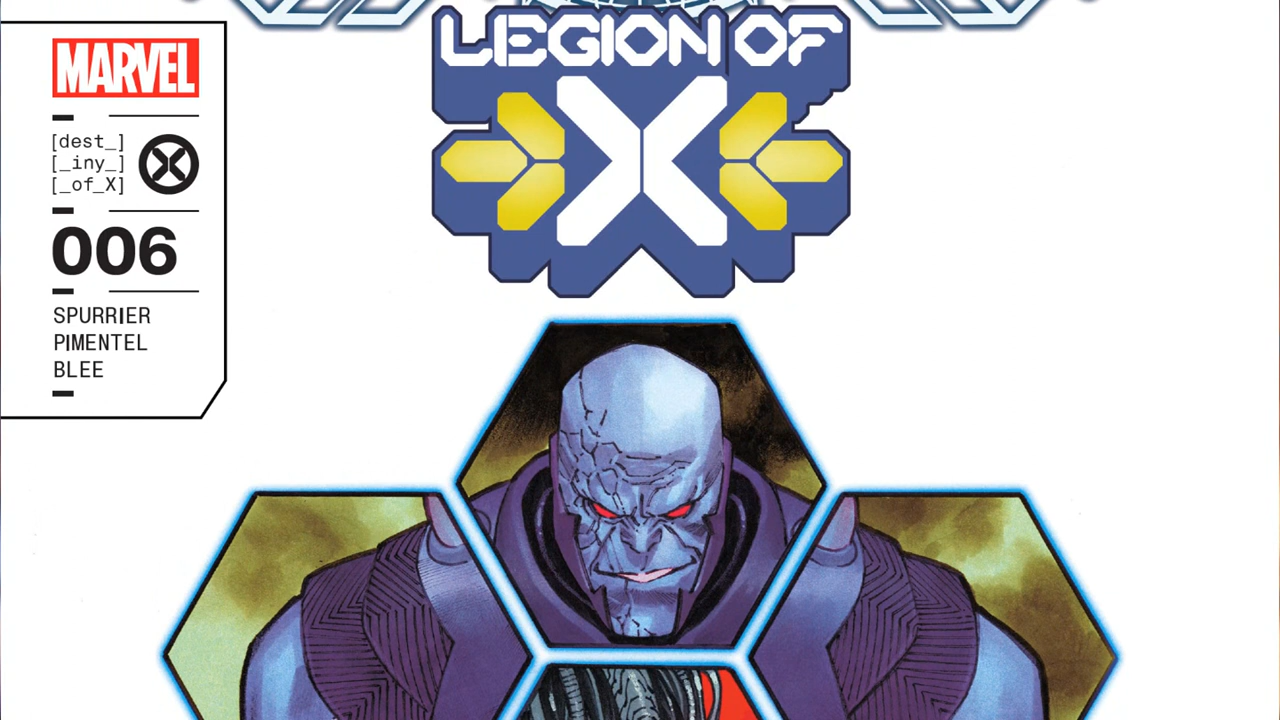 LEGION OF
X
MARVEL
[dest_]
[_iny_]
[_of_X]
006
SPURRIER
PIMENTEL
BLEE